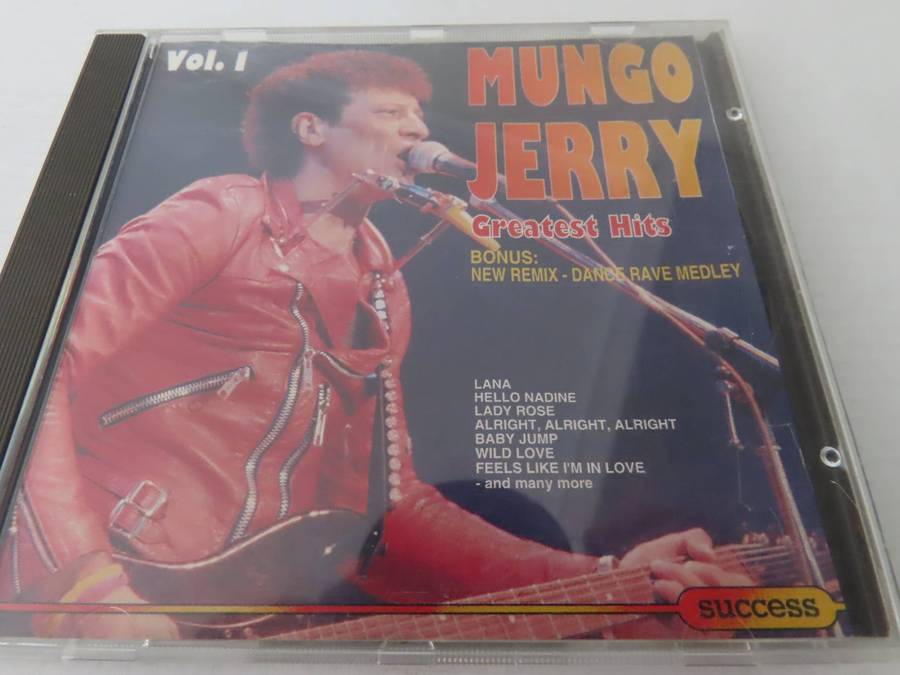 Vol. 1
MUNGO
JERRY
Greatest Hits
BONUS:
NEW REMIX - DANCE RAVE MEDLEY
LANA
HELLO NADINE
LADY ROSE
ALRIGHT, ALRIGHT, ALRIGHT
BABY JUMP
WILD LOVE
FEELS LIKE I'M IN LOVE
- and many more
success